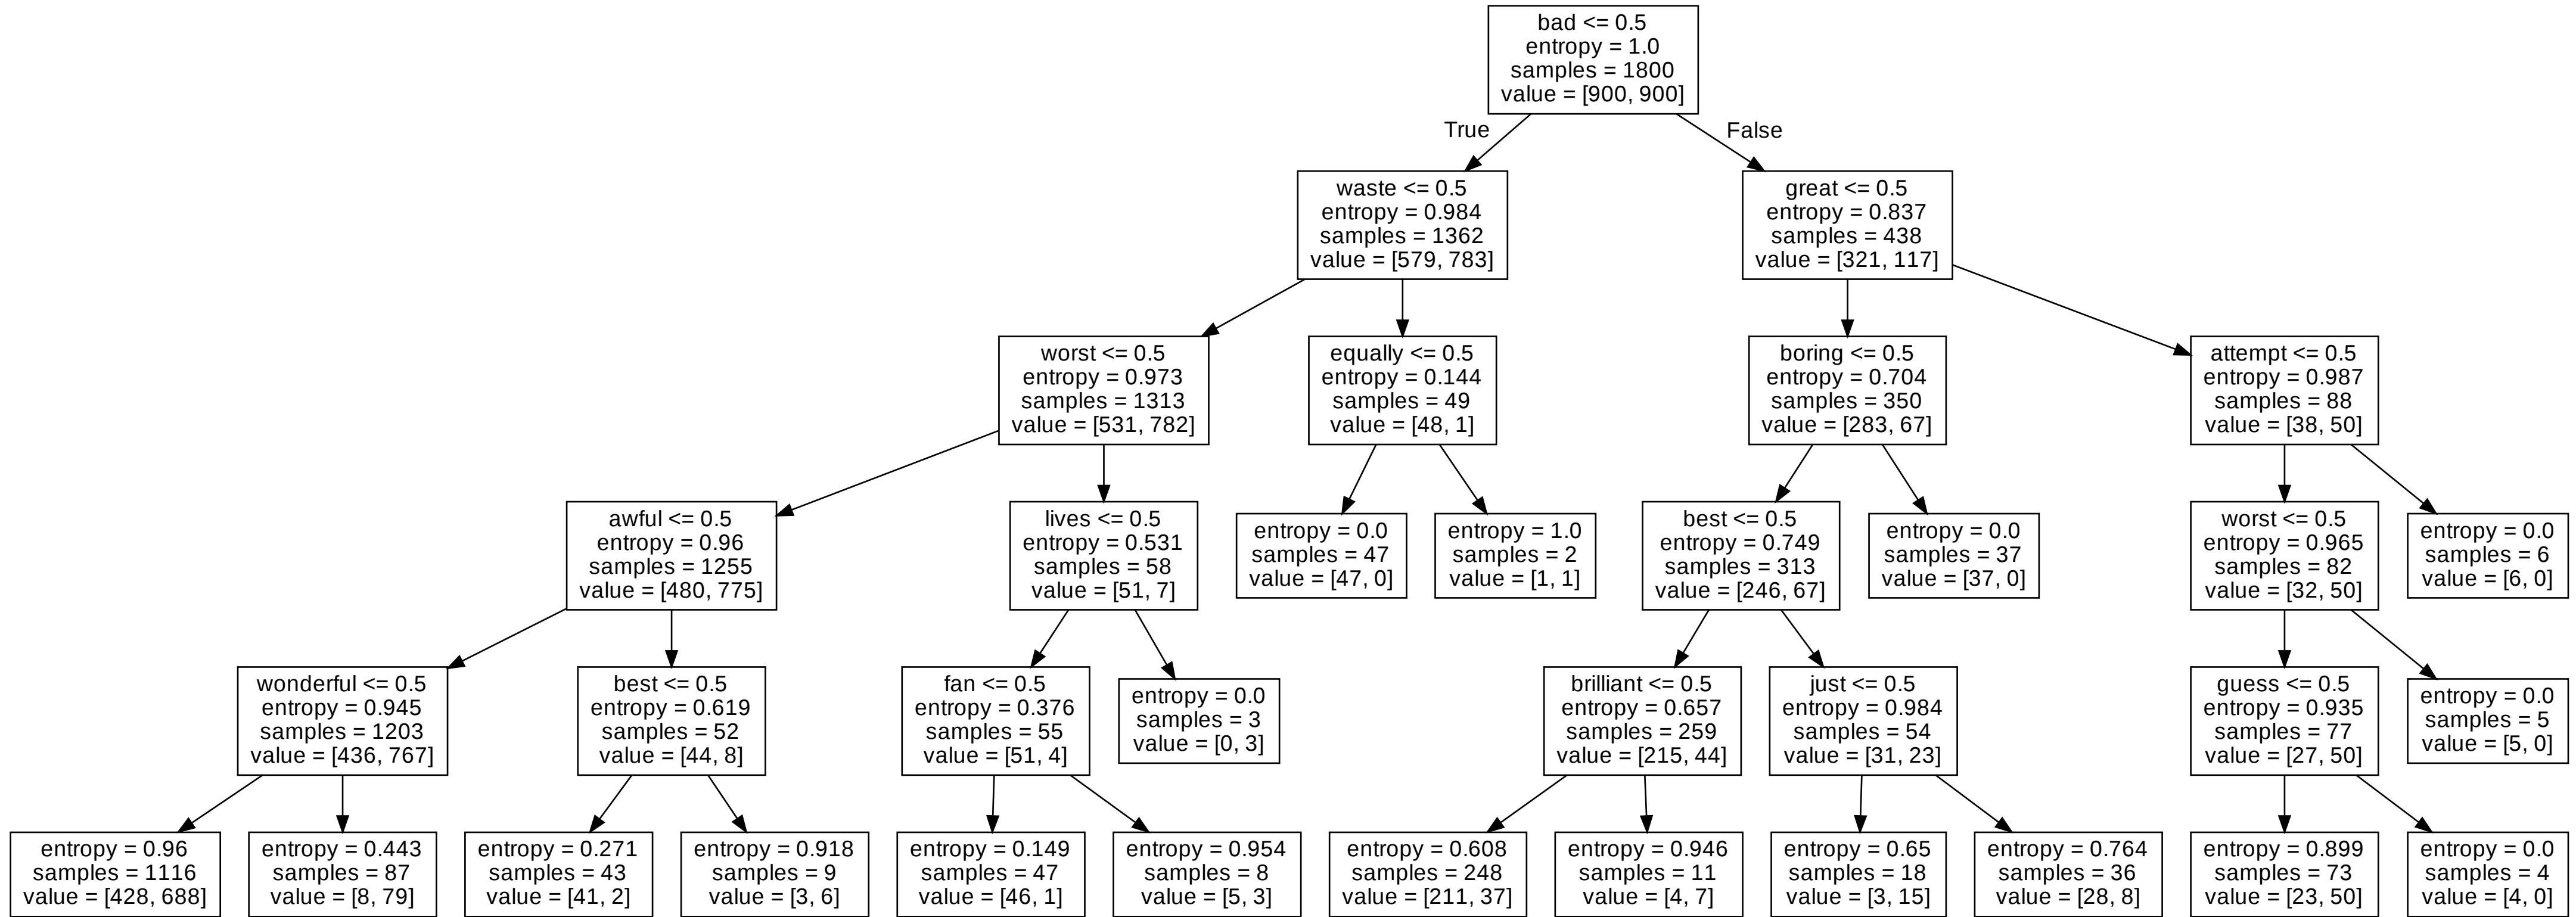 bad <= 0.5
entropy = 1.0
samples = 1800
value = [900, 900]
True
False
waste <= 0.5
entropy = 0.984
samples = 1362
value = [579, 783]
great <= 0.5
entropy = 0.837
samples = 438
value = [321, 117]
worst <= 0.5
entropy = 0.973
samples = 1313
value = [531, 782]
equally <= 0.5
entropy = 0.144
samples = 49
value = [48, 1]
boring <= 0.5
entropy = 0.704
samples = 350
value = [283, 67]
attempt <= 0.5
entropy = 0.987
samples = 88
value = [38, 50]
awful <= 0.5
entropy = 0.96
samples = 1255
value = [480, 775]
lives <= 0.5
entropy = 0.531
samples = 58
value = [51, 7]
entropy = 0.0
samples = 47
value = [47, 0]
entropy = 1.0
samples = 2
value = [1, 1]
best <= 0.5
entropy = 0.749
samples = 313
value = [246, 67]
entropy = 0.0
samples = 37
value = [37, 0]
worst <= 0.5
entropy = 0.965
samples = 82
value = [32, 50]
entropy = 0.0
samples = 6
value = [6, 0]
wonderful <= 0.5
entropy = 0.945
samples = 1203
value = [436, 767]
best <= 0.5
entropy = 0.619
samples = 52
value = [44, 8]
fan <= 0.5
entropy = 0.376
samples = 55
value = [51, 4]
entropy = 0.0
samples = 3
value = [0, 3]
brilliant <= 0.5
entropy = 0.657
samples = 259
value = [215, 44]
just <= 0.5
entropy = 0.984
samples = 54
value = [31, 23]
guess <= 0.5
entropy = 0.935
samples = 77
value = [27, 50]
entropy = 0.0
samples = 5
value = [5, 0]
entropy = 0.96
samples = 1116
value = [428, 688]
entropy = 0.443
samples = 87
value = [8, 79]
entropy = 0.271
samples = 43
value = [41, 2]
entropy = 0.918
samples = 9
value = [3, 6]
entropy = 0.149
samples = 47
value = [46, 1]
entropy = 0.954
samples = 8
value = [5, 3]
entropy = 0.608
samples = 248
value = [211, 37]
entropy = 0.946
samples = 11
value = [4, 7]
entropy = 0.65
samples = 18
value = [3, 15]
entropy = 0.764
samples = 36
value = [28, 8]
entropy = 0.899
samples = 73
value = [23, 50]
entropy = 0.0
samples = 4
value = [4, 0]